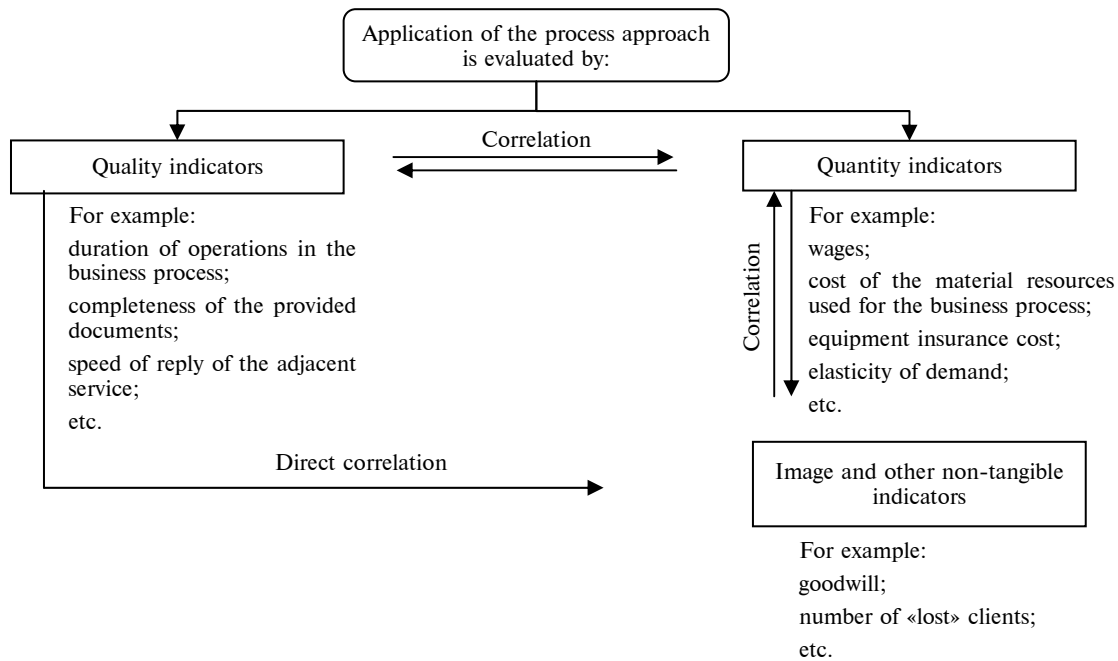 Application of the process approach
is evaluated by:
Correlation
Quality indicators
Quantity indicators
For example:
duration of operations in the
business process;
completeness of the provided
documents;
speed of reply of the adjacent
service;
etc.
Correlation
For example:
wages;
cost of the material resources
used for the business process;
equipment insurance cost;
elasticity of demand;
etc.
Direct correlation
Image and other non-tangible
indicators
For example:
goodwill;
number of «lost» clients;
etc.